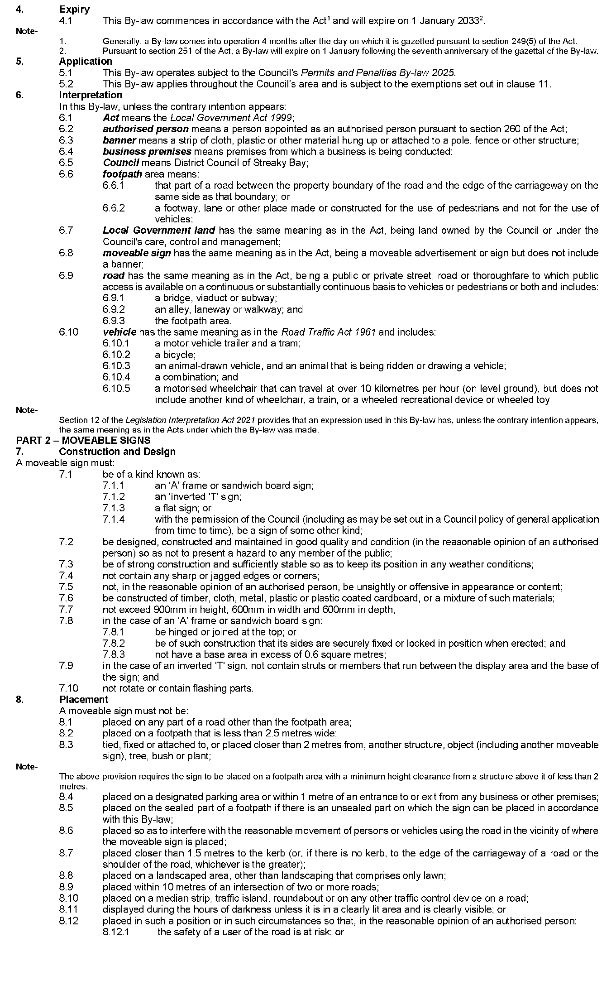 4. Expiry
4.1 This By-law commences in accordance with the Act1 and will expire on 1 January 20332.
Note-
1. Generally, a By-law comes into operation 4 months after the day on which it is gazetted pursuant to section 249(5) of the Act.
2. Pursuant to section 251 of the Act, a By-law will expire on 1 January following the seventh anniversary of the gazettal of the By-law.
5. Application
5.1 This By-law operates subject to the Council's Permits and Penalties By-law 2025.
5.2 This By-law applies throughout the Council's area and is subject to the exemptions set out in clause 11.
6. Interpretation
In this By-law, unless the contrary intention appears:
6.1 Act means the Local Government Act 1999;
6.2 authorised person means a person appointed as an authorised person pursuant to section 260 of the Act;
6.3 banner means a strip of cloth, plastic or other material hung up or attached to a pole, fence or other structure;
6.4 business premises means premises from which a business is being conducted;
6.5 Council means District Council of Streaky Bay;
6.6 footpath area means:
6.6.1 that part of a road between the property boundary of the road and the edge of the carriageway on the
same side as that boundary; or
6.6.2 a footway, lane or other place made or constructed for the use of pedestrians and not for the use of
vehicles;
6.7 Local Government land has the same meaning as in the Act, being land owned by the Council or under the
Council's care, control and management;
6.8 moveable sign has the same meaning as in the Act, being a moveable advertisement or sign but does not include
a banner;
6.9 road has the same meaning as in the Act, being a public or private street, road or thoroughfare to which public
access is available on a continuous or substantially continuous basis to vehicles or pedestrians or both and includes:
6.9.1 a bridge, viaduct or subway;
6.9.2 an alley, laneway or walkway; and
6.9.3 the footpath area.
6.10 vehicle has the same meaning as in the Road Traffic Act 1961 and includes:
6.10.1 a motor vehicle trailer and a tram;
6.10.2 a bicycle;
6.10.3 an animal-drawn vehicle, and an animal that is being ridden or drawing a vehicle;
6.10.4 a combination; and
6.10.5 a motorised wheelchair that can travel at over 10 kilometres per hour (on level ground), but does not
include another kind of wheelchair, a train, or a wheeled recreational device or wheeled toy.
Note-
Section 12 of the Legislation Interpretation Act 2021 provides that an expression used in this By-law has, unless the contrary intention appears,
the same meaning as in the Acts under which the By-law was made.
PART 2 – MOVEABLE SIGNS
7. Construction and Design
A moveable sign must:
7.1 be of a kind known as:
7.1.1 an 'A' frame or sandwich board sign;
7.1.2 an 'inverted 'T' sign;
7.1.3 a flat sign; or
7.1.4 with the permission of the Council (including as may be set out in a Council policy of general application
from time to time), be a sign of some other kind;
7.2 be designed, constructed and maintained in good quality and condition (in the reasonable opinion of an authorised
person) so as not to present a hazard to any member of the public;
7.3 be of strong construction and sufficiently stable so as to keep its position in any weather conditions;
7.4 not contain any sharp or jagged edges or corners;
7.5 not, in the reasonable opinion of an authorised person, be unsightly or offensive in appearance or content;
7.6 be constructed of timber, cloth, metal, plastic or plastic coated cardboard, or a mixture of such materials;
7.7 not exceed 900mm in height, 600mm in width and 600mm in depth;
7.8 in the case of an ‘A’ frame or sandwich board sign:
7.8.1 be hinged or joined at the top; or
7.8.2 be of such construction that its sides are securely fixed or locked in position when erected; and
7.8.3 not have a base area in excess of 0.6 square metres;
7.9 in the case of an inverted 'T' sign, not contain struts or members that run between the display area and the base of
the sign; and
7.10 not rotate or contain flashing parts.
8. Placement
A moveable sign must not be:
8.1 placed on any part of a road other than the footpath area;
8.2 placed on a footpath that is less than 2.5 metres wide;
8.3 tied, fixed or attached to, or placed closer than 2 metres from, another structure, object (including another moveable
sign), tree, bush or plant;
Note-
The above provision requires the sign to be placed on a footpath area with a minimum height clearance from a structure above it of less than 2
metres.
8.4 placed on a designated parking area or within 1 metre of an entrance to or exit from any business or other premises;
8.5 placed on the sealed part of a footpath if there is an unsealed part on which the sign can be placed in accordance
with this By-law;
8.6 placed so as to interfere with the reasonable movement of persons or vehicles using the road in the vicinity of where
the moveable sign is placed;
8.7 placed closer than 1.5 metres to the kerb (or, if there is no kerb, to the edge of the carriageway of a road or the
shoulder of the road, whichever is the greater);
8.8 placed on a landscaped area, other than landscaping that comprises only lawn;
8.9 placed within 10 metres of an intersection of two or more roads;
8.10 placed on a median strip, traffic island, roundabout or on any other traffic control device on a road;
8.11 displayed during the hours of darkness unless it is in a clearly lit area and is clearly visible; or
8.12 placed in such a position or in such circumstances so that, in the reasonable opinion of an authorised person:
8.12.1 the safety of a user of the road is at risk; or